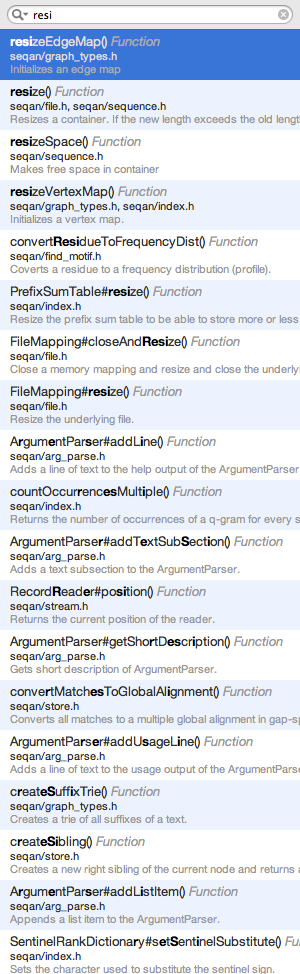 resi
resizeEdgeMap() Function
seqan/graph_types.h
Initializes an edge map
resize() Function
seqan/file.h, seqan/sequence.h
Resizes a container. If the new length exceeds the old lengt
resizeSpace() Function
seqan/sequence.h
Makes free space in container
resizeVertexMap() Function
seqan/graph_types.h, seqan/index.h
Initializes a vertex map.
convertResidueToFrequencyDist() Function
seqan/find_motif.h
Coverts a residue to a frequency distribution (profile).
PrefixSumTable#resize() Function
seqan/index.h
Resize the prefix sum table to be able to store more or less
FileMapping#closeAndResize() Function
seqan/file.h
Close a memory mapping and resize and close the underlyi
FileMapping#resize() Function
seqan/file.h
Resize the underlying file.
ArgumentParser#addLine() Function
seqan/arg_parse.h
Adds a line of text to the help output of the ArgumentParser
countOccurrencesMultiple() Function
seqan/index.h
Returns the number of occurrences of a q-gram for every s
ArgumentParser#addTextSubSection() Function
seqan/arg_parse.h
Adds a text subsection to the ArgumentParser.
RecordReader#position() Function
seqan/stream.h
Returns the current position of the reader.
ArgumentParser#getShortDescription() Function
seqan/arg_parse.h
Gets short description of ArgumentParser.
convertMatchesToGlobalAlignment() Function
seqan/store.h
Converts all matches to a multiple global alignment in gap-sp
ArgumentParser#addUsageLine() Function
seqan/arg_parse.h
Adds a line of text to the usage output of the ArgumentParse
createSuffixTrie() Function
seqan/graph_types.h
Creates a trie of all suffixes of a text.
createSibling() Function
seqan/store.h
Creates a new right sibling of the current node and returns a
ArgumentParser#addListItem() Function
seqan/arg_parse.h
Appends a list item to the ArgumentParser.
SentinelRankDictionary#setSentinelSubstitute() Fu
seqan/index.h
Sets the character used to substitute the sentinel sign.